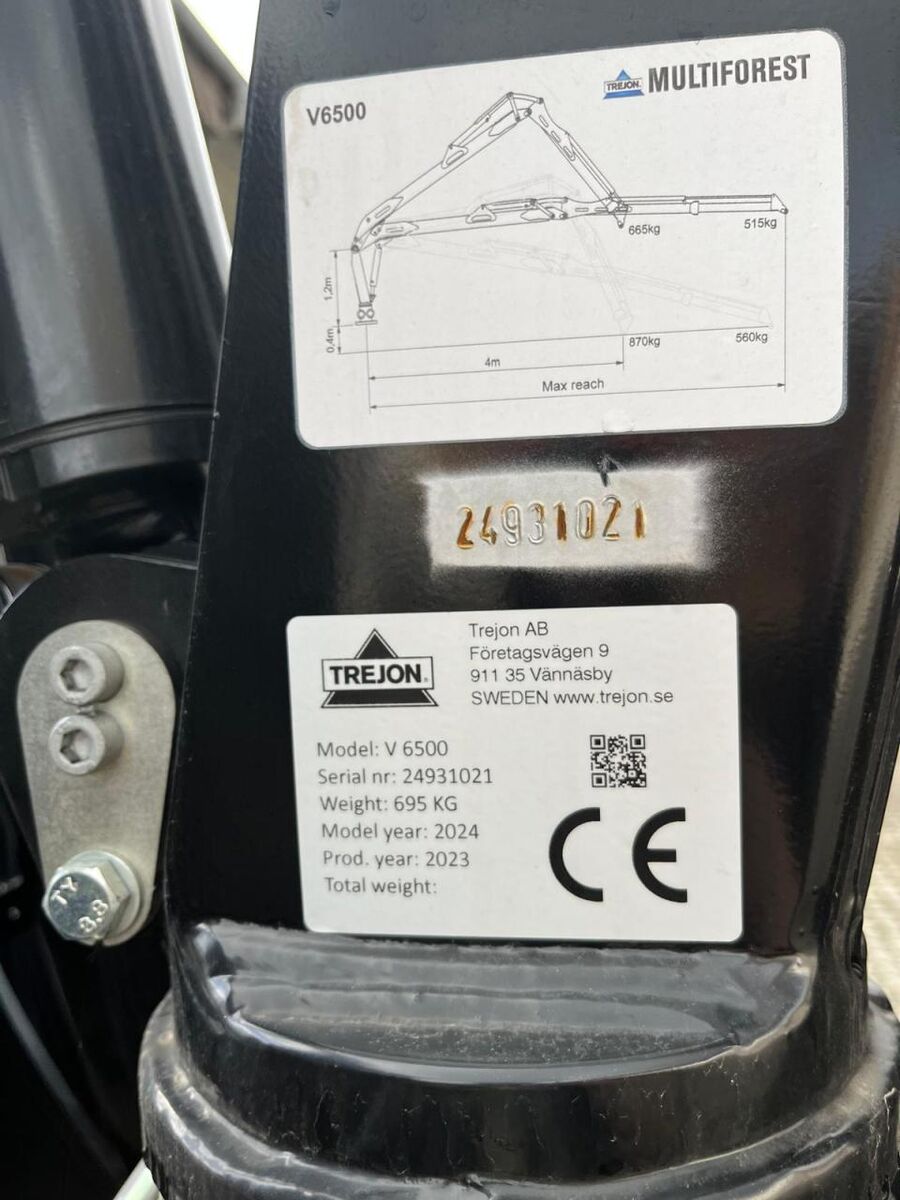 V6500
TREJON MULTIFOREST
665kg
515kg
1,2m
0,4m
870kg
560kg
4m
Max reach
24931021
TREJON
Trejon AB
Företagsvägen 9
911 35 Vännäsby
SWEDEN www.trejon.se
Model: V 6500
Serial nr: 24931021
Weight: 695 KG
Model year: 2024
Prod. year: 2023
Total weight:
CE
TY
8.8